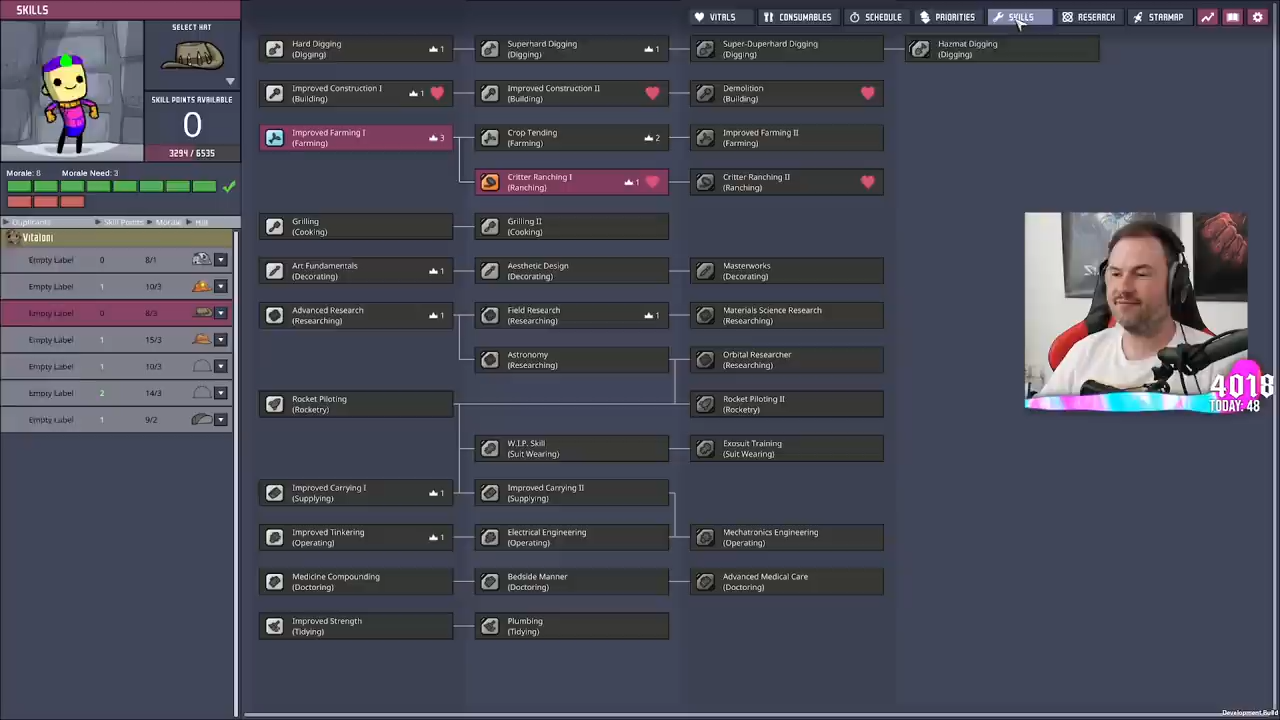 SKILLS
VITALS
CONSUMABLES
SCHEDULE
PRIORITIES
SKILLS
RESEARCH
STARMAP
SELECT HAT
SKILL POINTS AVAILABLE
0
3294 / 6535
Morale: 8
Morale Need: 3
Duplicants
Skill Points
Morale
Hat
Vitaloni
Empty Label 0 8/1
Empty Label 1 10/3
Empty Label 0 8/3
Empty Label 1 15/3
Empty Label 1 10/3
Empty Label 2 14/3
Empty Label 1 9/2
Hard Digging
(Digging)
1
Superhard Digging
(Digging)
1
Super-Duperhard Digging
(Digging)
Hazmat Digging
(Digging)
Improved Construction I
(Building)
1
Improved Construction II
(Building)
Demolition
(Building)
Improved Farming I
(Farming)
3
Crop Tending
(Farming)
2
Improved Farming II
(Farming)
Critter Ranching I
(Ranching)
1
Critter Ranching II
(Ranching)
Grilling
(Cooking)
Grilling II
(Cooking)
Art Fundamentals
(Decorating)
1
Aesthetic Design
(Decorating)
Masterworks
(Decorating)
Advanced Research
(Researching)
1
Field Research
(Researching)
1
Materials Science Research
(Researching)
Astronomy
(Researching)
Orbital Researcher
(Researching)
Rocket Piloting
(Rocketry)
Rocket Piloting II
(Rocketry)
W.I.P. Skill
(Suit Wearing)
Exosuit Training
(Suit Wearing)
Improved Carrying I
(Supplying)
1
Improved Carrying II
(Supplying)
Improved Tinkering
(Operating)
1
Electrical Engineering
(Operating)
Mechatronics Engineering
(Operating)
Medicine Compounding
(Doctoring)
Bedside Manner
(Doctoring)
Advanced Medical Care
(Doctoring)
Improved Strength
(Tidying)
Plumbing
(Tidying)
4018
TODAY: 48
Development Build